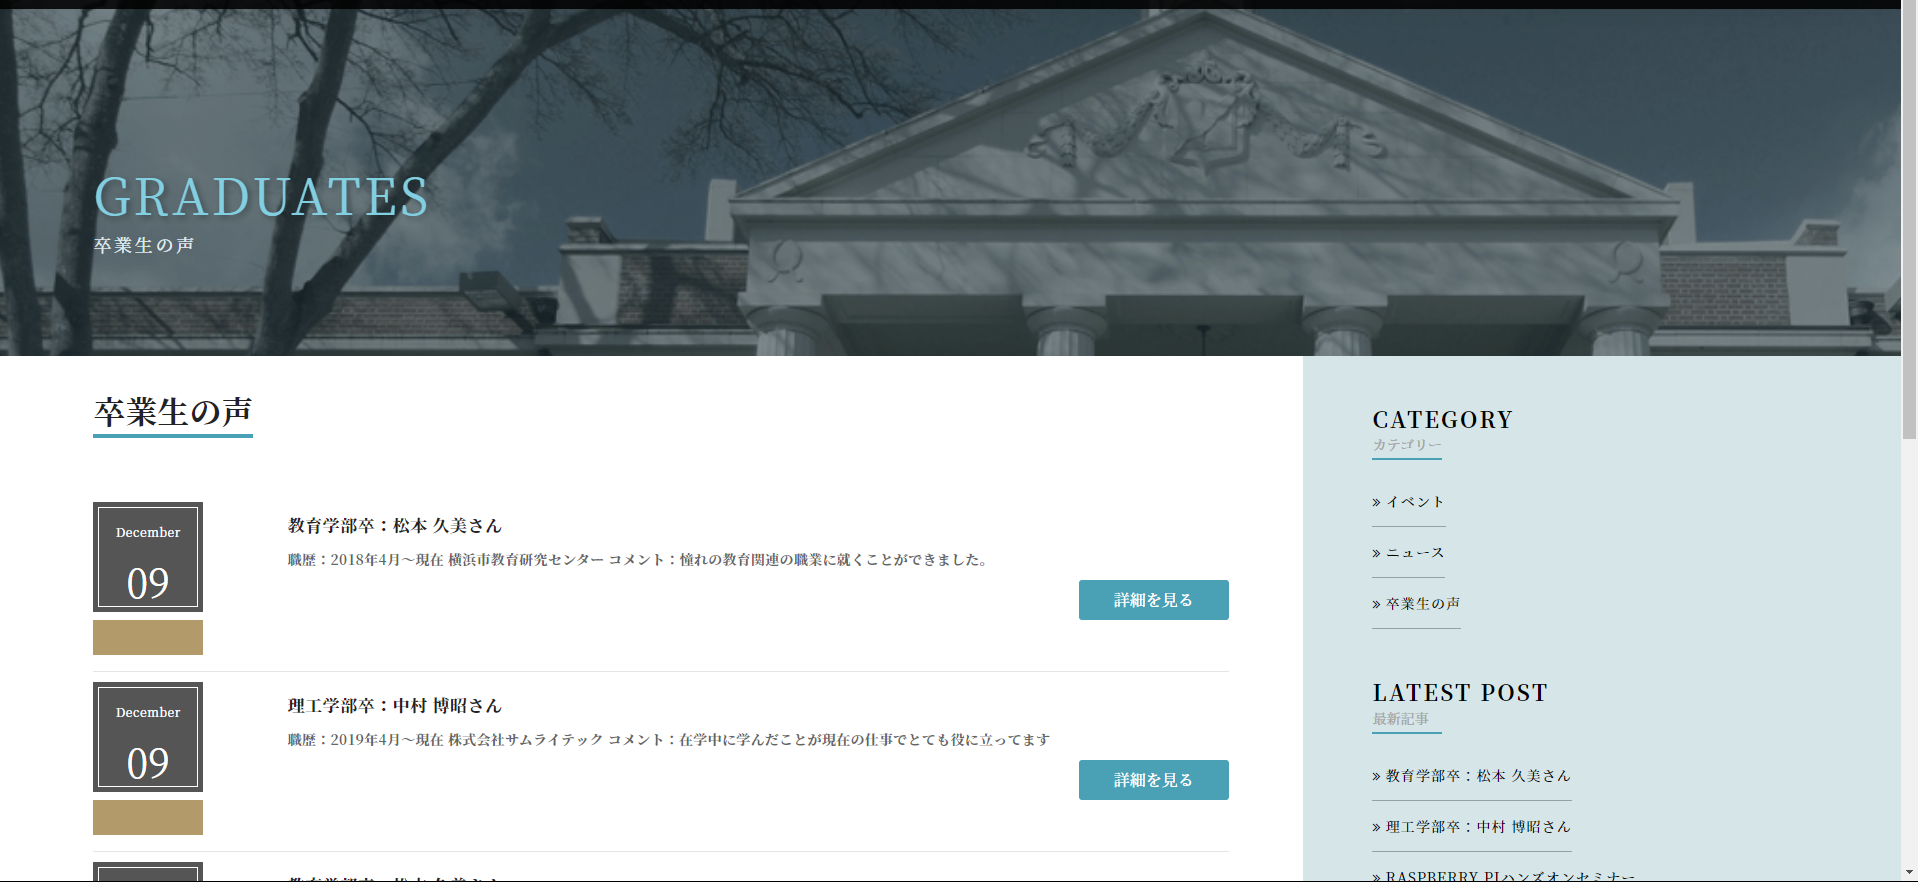 GRADUATES
卒業生の声
卒業生の声
December
09
教育学部卒：松本 久美さん
職歴：2018年4月～現在 横浜市教育研究センター コメント：憧れの教育関連の職業に就くことができました。
詳細を見る
December
09
理工学部卒：中村 博昭さん
職歴：2019年4月～現在 株式会社サムライテック コメント：在学中に学んだことが現在の仕事でとても役に立ってます
詳細を見る
CATEGORY
カテゴリー
» イベント
» ニュース
» 卒業生の声
LATEST POST
最新記事
» 教育学部卒：松本 久美さん
» 理工学部卒：中村 博昭さん
» RASPBERRY PIハンズオンセミナー